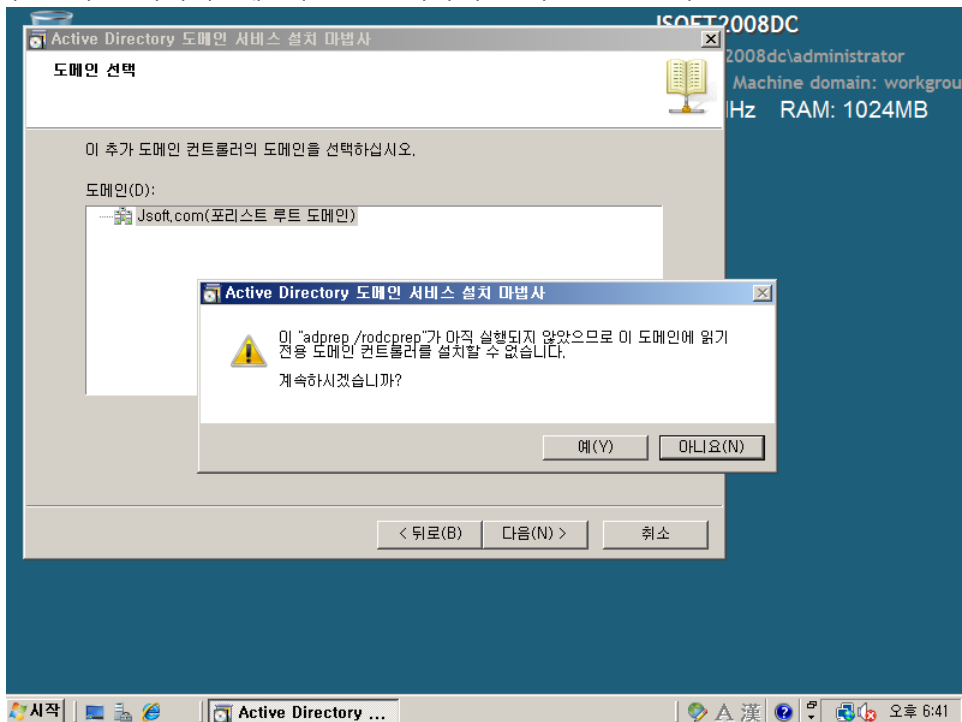 JSOFT2008DC
Active Directory 도메인 서비스 설치 마법사
2008dc\administrator
도메인 선택
Machine domain: workgrou
Hz RAM: 1024MB
이 추가 도메인 컨트롤러의 도메인을 선택하십시오.
도메인(D):
Jsoft.com(포리스트 루트 도메인)
Active Directory 도메인 서비스 설치 마법사
이 "adprep /rodcprep"가 아직 실행되지 않았으므로 이 도메인에 읽기
전용 도메인 컨트롤러를 설치할 수 없습니다.
계속하시겠습니까?
예(Y) 아니요(N)
< 뒤로(B) 다음(N) > 취소
시작 Active Directory ... A 漢 오후 6:41